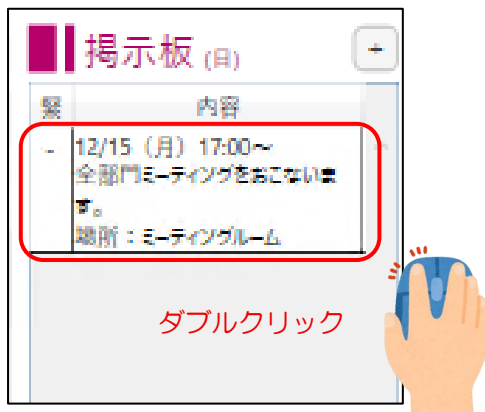 掲示板 (日)
+
緊 内容
- 12/15（月）17:00～
全部門ミーティングをおこないま
す。
場所：ミーティングルーム
ダブルクリック